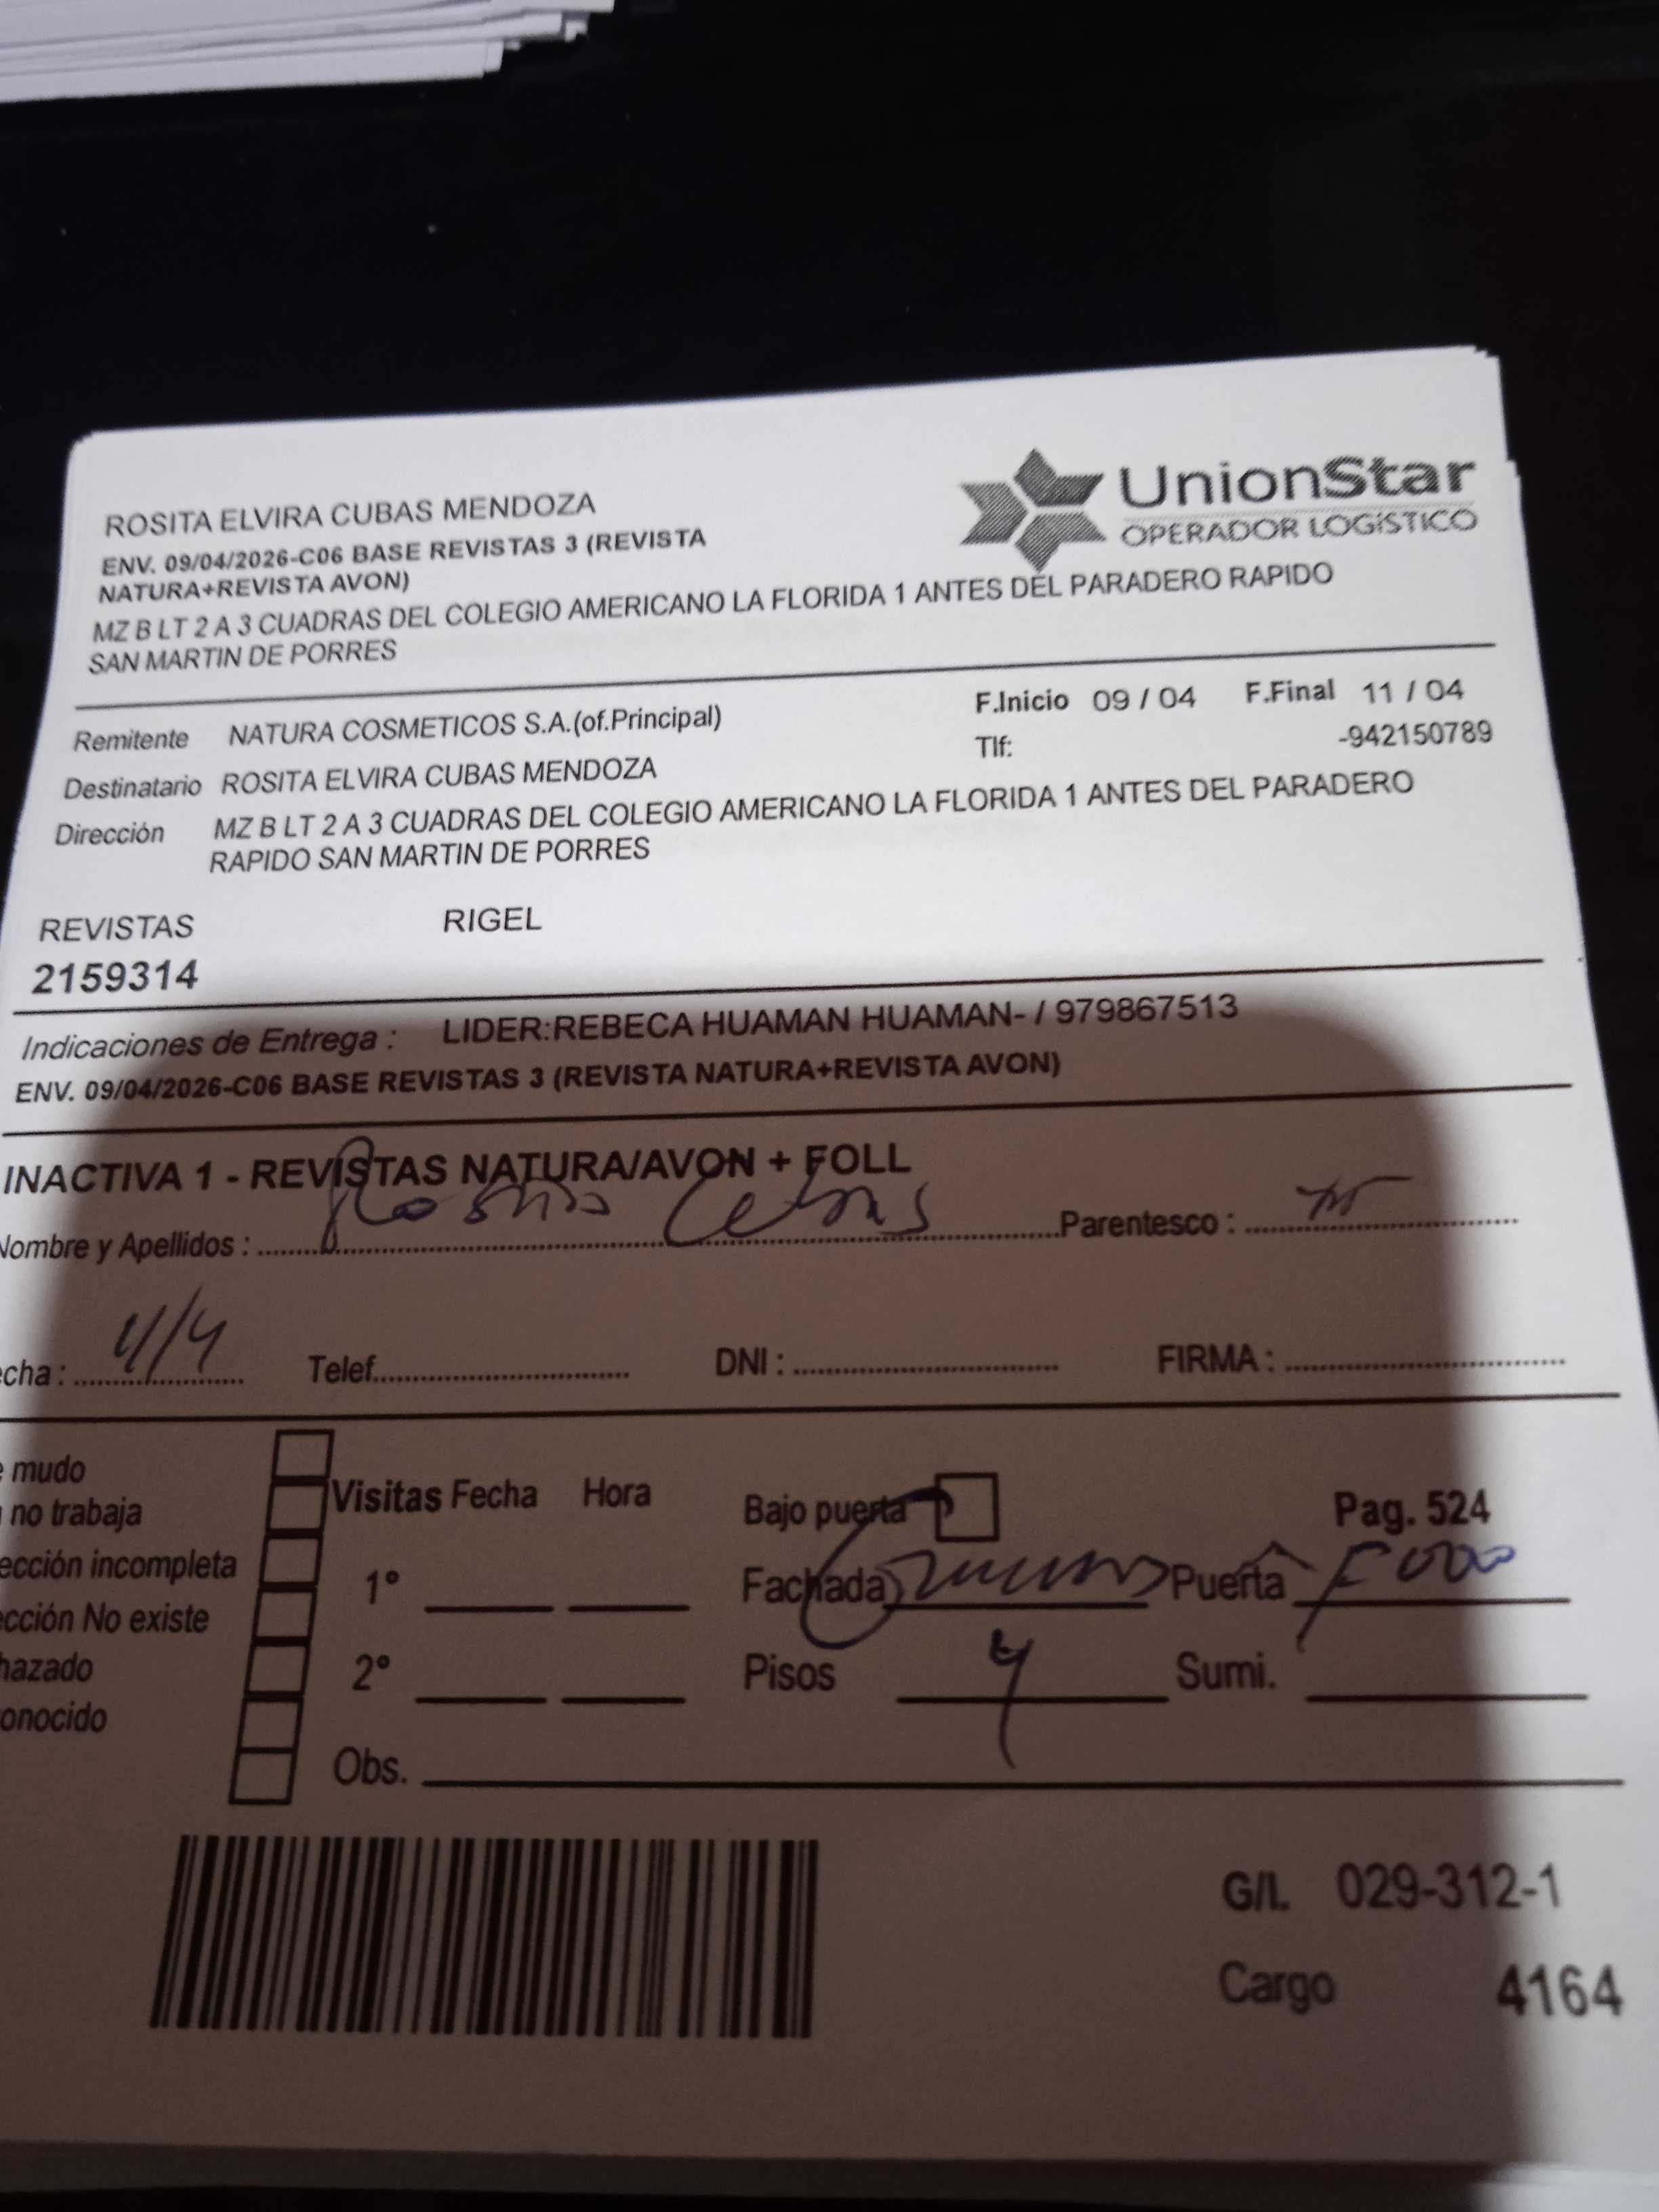 ROSITA ELVIRA CUBAS MENDOZA
ENV. 09/04/2026-C06 BASE REVISTAS 3 (REVISTA
NATURA+REVISTA AVON)
MZ B LT 2 A 3 CUADRAS DEL COLEGIO AMERICANO LA FLORIDA 1 ANTES DEL PARADERO RAPIDO
SAN MARTIN DE PORRES
UnionStar
OPERADOR LOGÍSTICO
Remitente NATURA COSMETICOS S.A.(of.Principal)
F.Inicio 09 / 04 F.Final 11 / 04
Tlf: -942150789
Destinatario ROSITA ELVIRA CUBAS MENDOZA
Dirección MZ B LT 2 A 3 CUADRAS DEL COLEGIO AMERICANO LA FLORIDA 1 ANTES DEL PARADERO
RAPIDO SAN MARTIN DE PORRES
REVISTAS RIGEL
2159314
Indicaciones de Entrega : LIDER:REBECA HUAMAN HUAMAN- / 979867513
ENV. 09/04/2026-C06 BASE REVISTAS 3 (REVISTA NATURA+REVISTA AVON)
INACTIVA 1 - REVISTAS NATURA/AVON + FOLL
Nombre y Apellidos : Parentesco :
echa : Telef. DNI : FIRMA :
e mudo
no trabaja
ección incompleta
ección No existe
hazado
onocido
Visitas Fecha Hora
1°
2°
Obs.
Bajo puerta Pag. 524
Fachada Puerta
Pisos 4 Sumi.
G/I. 029-312-1
Cargo 4164